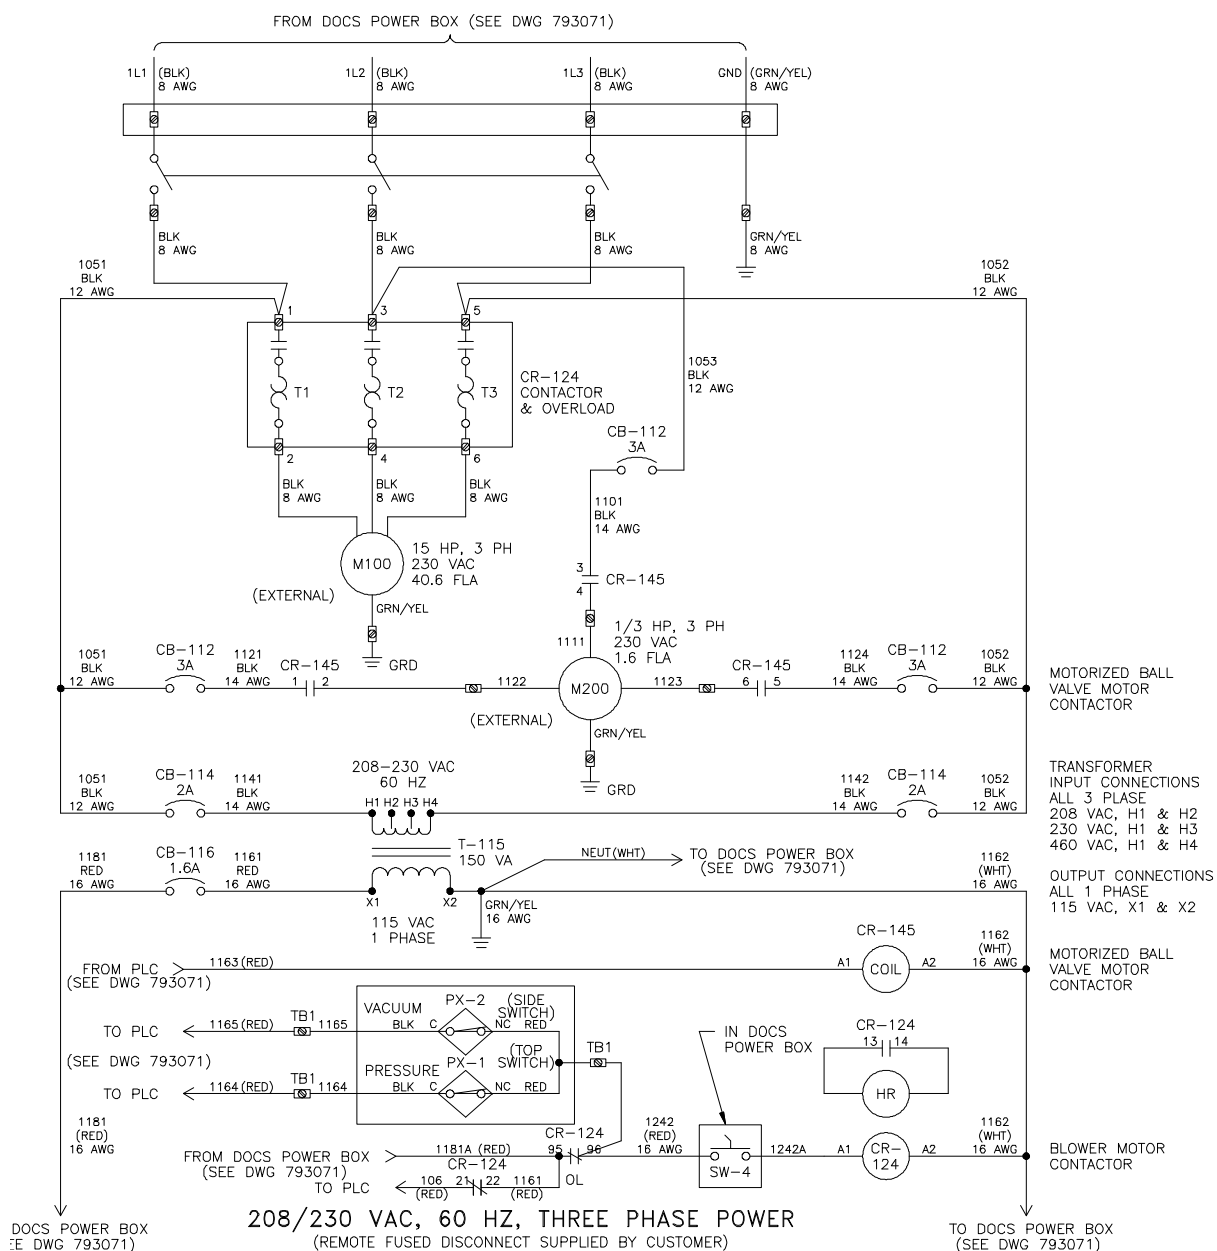 FROM DOCS POWER BOX (SEE DWG 793071)
1L1 (BLK)
8 AWG
1L2 (BLK)
8 AWG
1L3 (BLK)
8 AWG
GND (GRN/YEL)
8 AWG
BLK
8 AWG
BLK
8 AWG
BLK
8 AWG
GRN/YEL
8 AWG
1051
BLK
12 AWG
1052
BLK
12 AWG
1
3
5
1053
BLK
12 AWG
T1
T2
T3
CR-124
CONTACTOR
& OVERLOAD
CB-112
3A
2
4
6
BLK
8 AWG
BLK
8 AWG
BLK
8 AWG
1101
BLK
14 AWG
M100
15 HP, 3 PH
230 VAC
40.6 FLA
(EXTERNAL)
GRN/YEL
GRD
3
4
CR-145
1111
1/3 HP, 3 PH
230 VAC
1.6 FLA
1051
BLK
12 AWG
CB-112
3A
1121
BLK
14 AWG
CR-145
1 2
1122
M200
1123
CR-145
6 5
1124
BLK
14 AWG
CB-112
3A
1052
BLK
12 AWG
MOTORIZED BALL
VALVE MOTOR
CONTACTOR
(EXTERNAL)
GRN/YEL
GRD
1051
BLK
12 AWG
CB-114
2A
1141
BLK
14 AWG
208-230 VAC
60 HZ
H1 H2 H3 H4
1142
BLK
14 AWG
CB-114
2A
1052
BLK
12 AWG
TRANSFORMER
INPUT CONNECTIONS
ALL 3 PLASE
208 VAC, H1 & H2
230 VAC, H1 & H3
460 VAC, H1 & H4
T-115
150 VA
1181
RED
16 AWG
CB-116
1.6A
1161
RED
16 AWG
X1
X2
115 VAC
1 PHASE
NEUT(WHT)
TO DOCS POWER BOX
(SEE DWG 793071)
GRN/YEL
16 AWG
1162
(WHT)
16 AWG
OUTPUT CONNECTIONS
ALL 1 PHASE
115 VAC, X1 & X2
FROM PLC
(SEE DWG 793071)
1163(RED)
CR-145
A1
COIL
A2
1162
(WHT)
16 AWG
MOTORIZED BALL
VALVE MOTOR
CONTACTOR
TO PLC
1165(RED)
TB1
1165
VACUUM
BLK
C
PX-2
NC
(SIDE
SWITCH)
RED
(SEE DWG 793071)
TO PLC
1164(RED)
TB1
1164
PRESSURE
BLK
C
PX-1
NC
(TOP
SWITCH)
RED
TB1
IN DOCS
POWER BOX
CR-124
13 14
HR
1181
(RED)
16 AWG
FROM DOCS POWER BOX
(SEE DWG 793071)
1181A (RED)
CR-124
95 96
OL
1242
(RED)
16 AWG
SW-4
1242A
A1
CR-
124
A2
1162
(WHT)
16 AWG
BLOWER MOTOR
CONTACTOR
TO PLC
106
(RED)
CR-124
21 22
1161
(RED)
DOCS POWER BOX
DWG 793071)
TO DOCS POWER BOX
(SEE DWG 793071)
208/230 VAC, 60 HZ, THREE PHASE POWER
(REMOTE FUSED DISCONNECT SUPPLIED BY CUSTOMER)